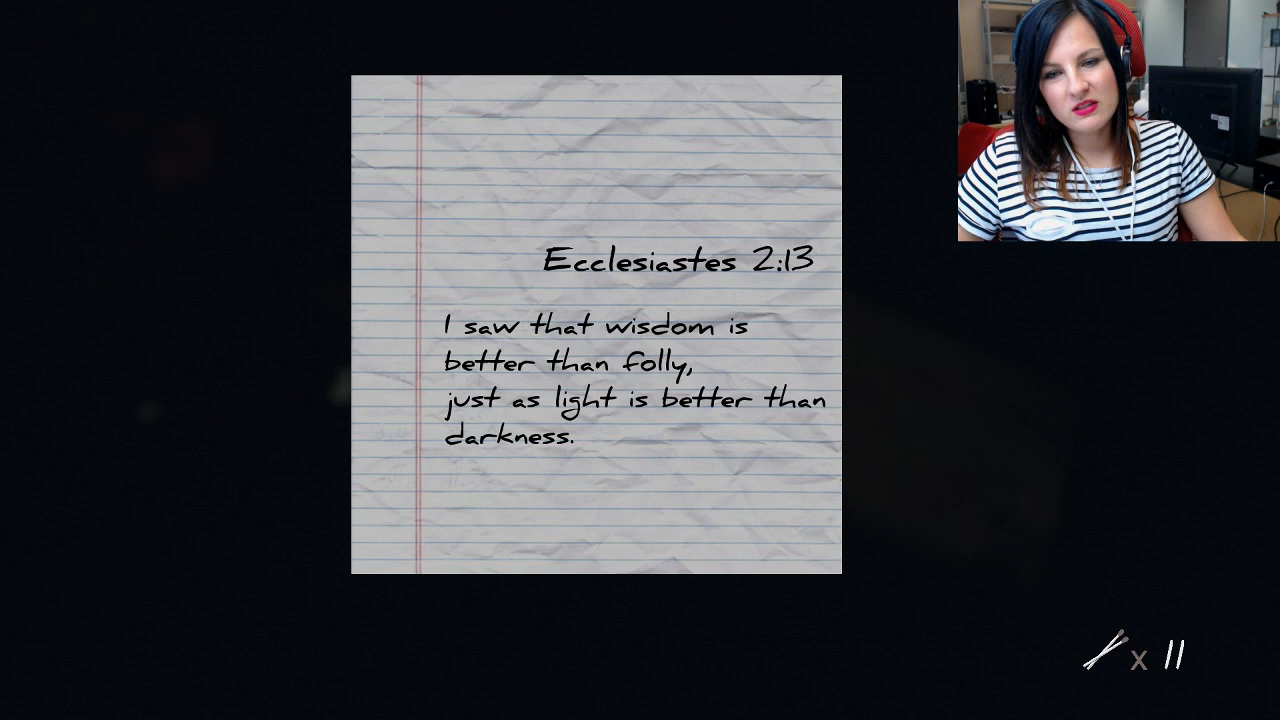 Ecclesiastes 2:13
I saw that wisdom is
better than folly,
just as light is better than
darkness.
x 11